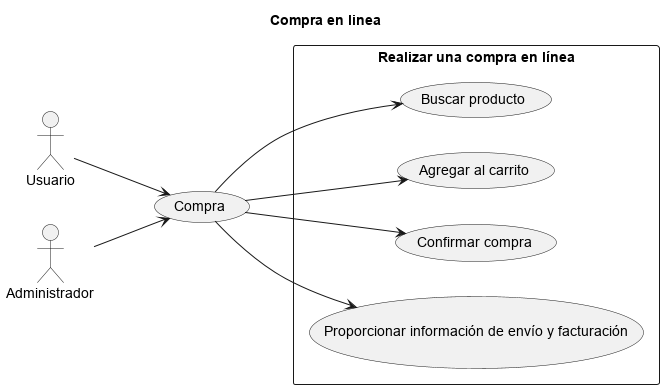 Compra en linea
Realizar una compra en línea
Buscar producto
Usuario
Agregar al carrito
Compra
Confirmar compra
Administrador
Proporcionar información de envío y facturación